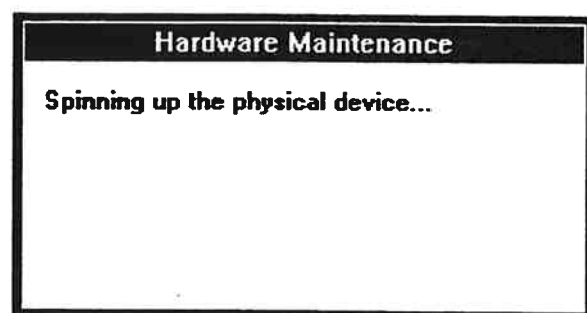 Hardware Maintenance
Spinning up the physical device...